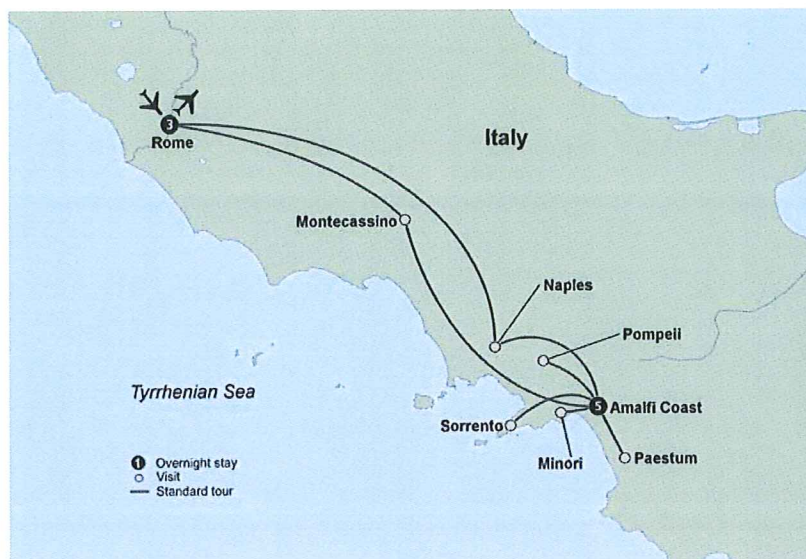 3
Rome
Italy
Montecassino
Naples
Pompeii
Tyrrhenian Sea
5 Amalfi Coast
Sorrento
Minori
Paestum
1 Overnight stay
Visit
Standard tour